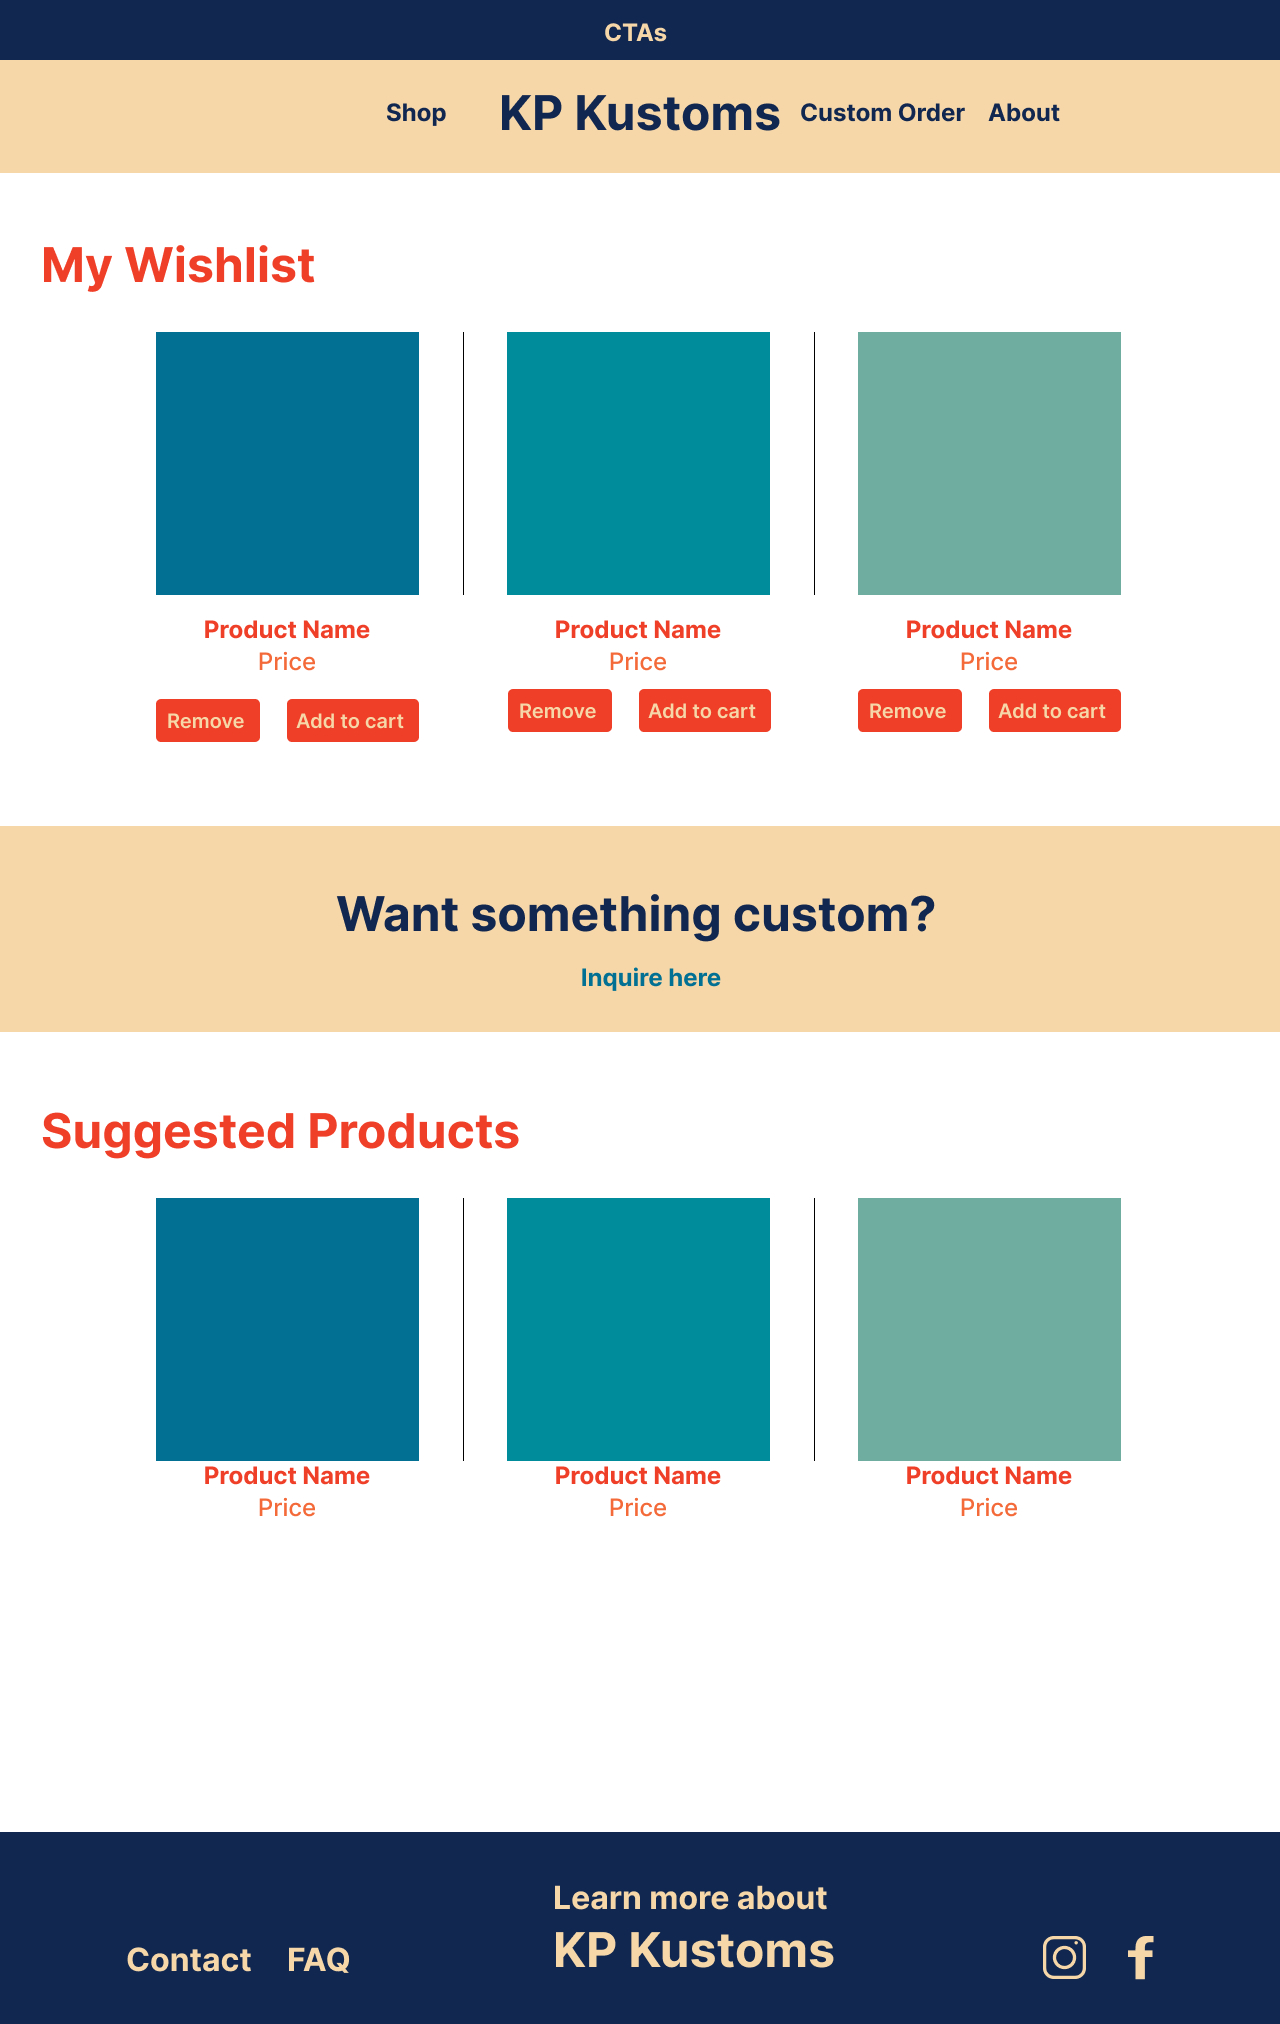 CTAs
Shop KP Kustoms Custom Order About
My Wishlist
Product Name Product Name Product Name
Price Price Price
Remove Add to cart Remove Add to cart Remove Add to cart
Want something custom?
Inquire here
Suggested Products
Product Name Product Name Product Name
Price Price Price
Learn more about
Contact FAQ KP Kustoms